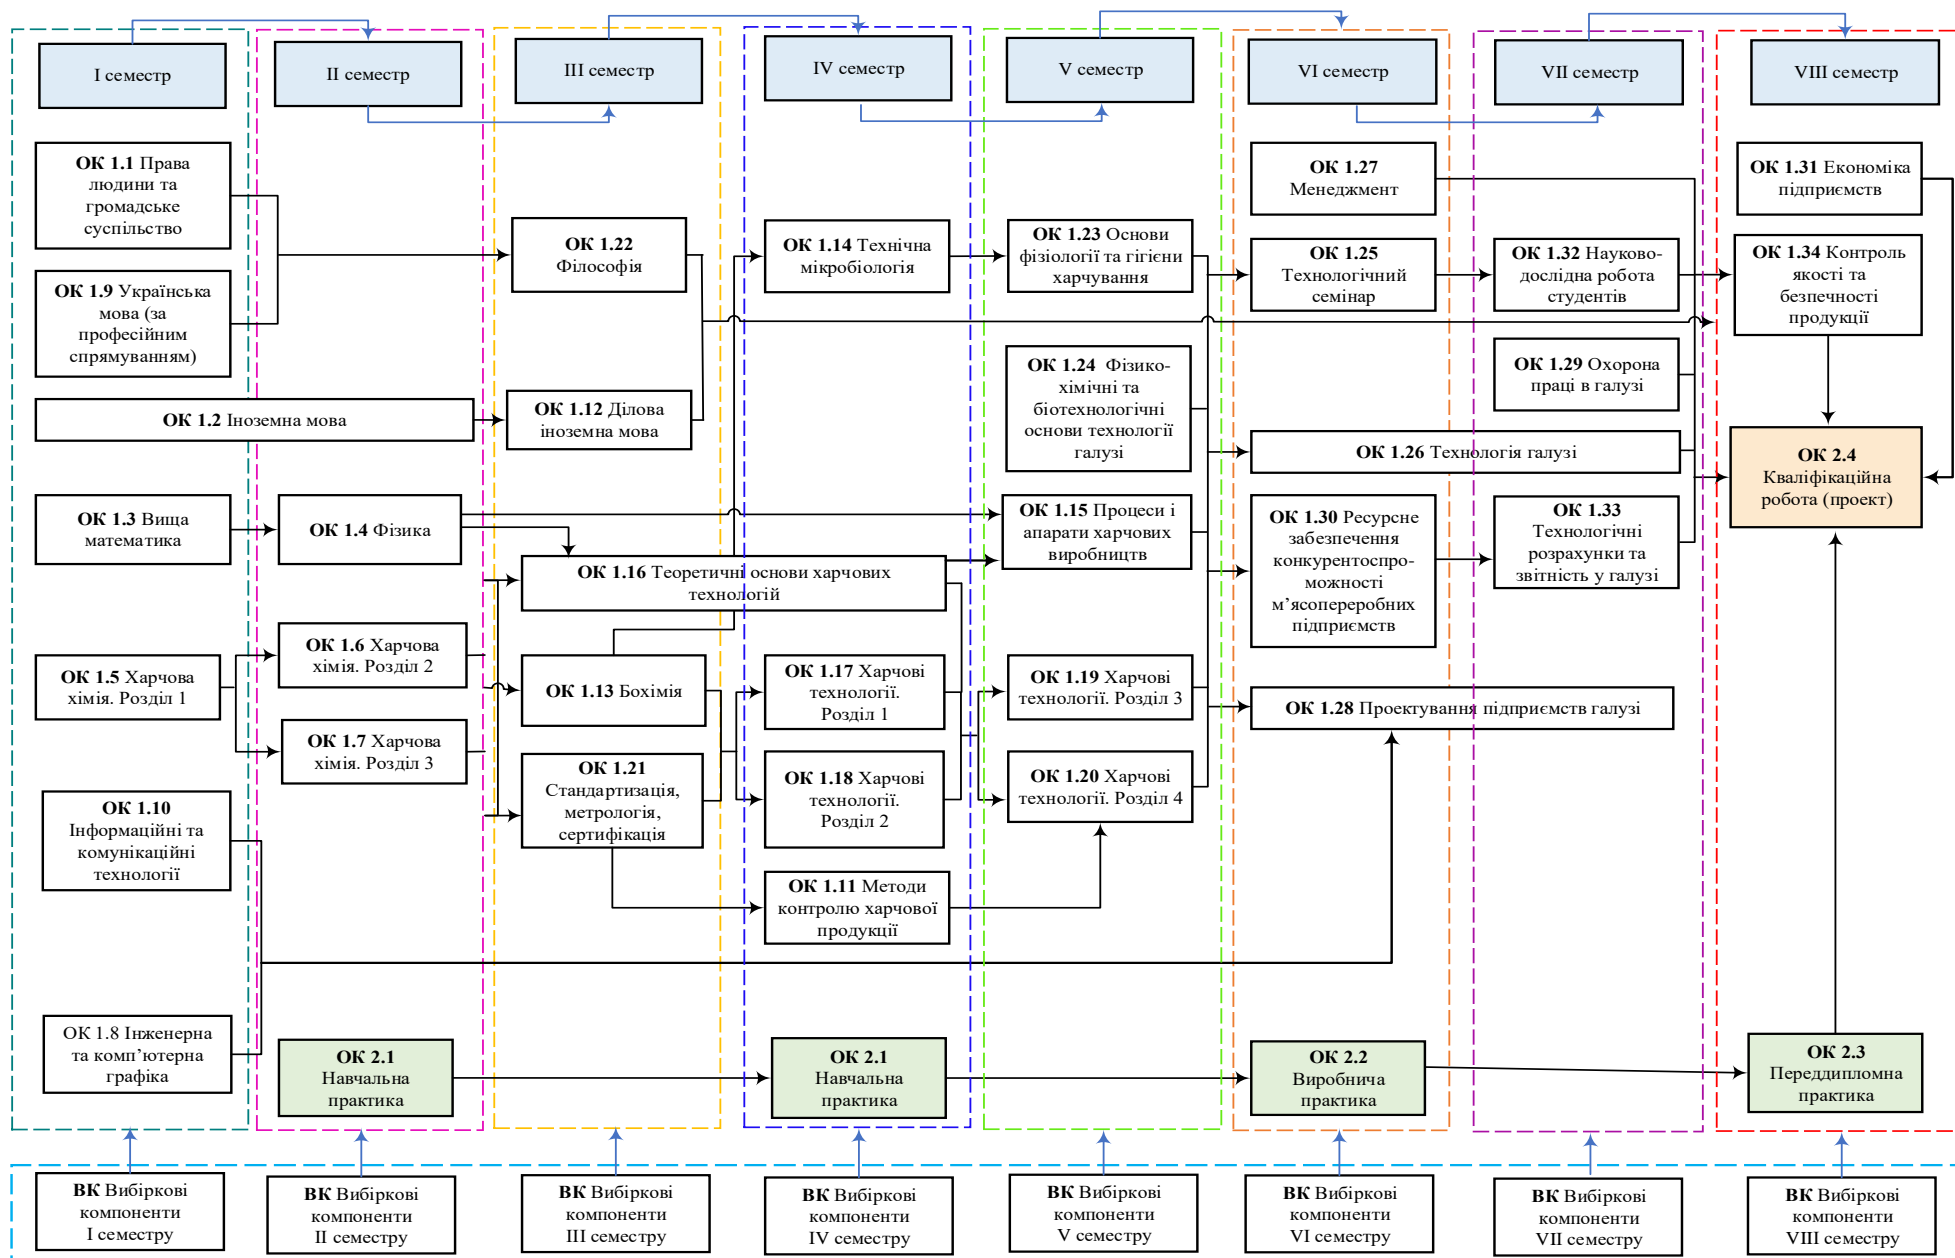 I семестр
II семестр
III семестр
IV семестр
V семестр
VI семестр
VII семестр
VIII семестр
ОК 1.1 Права
людини та
громадське
суспільство
ОК 1.9 Українська
мова (за
професійним
спрямуванням)
ОК 1.2 Іноземна мова
ОК 1.3 Вища
математика
ОК 1.5 Харчова
хімія. Розділ 1
ОК 1.10
Інформаційні та
комунікаційні
технології
ОК 1.8 Інженерна
та комп’ютерна
графіка
ОК 1.4 Фізика
ОК 1.6 Харчова
хімія. Розділ 2
ОК 1.7 Харчова
хімія. Розділ 3
ОК 2.1
Навчальна
практика
ОК 1.22
Філософія
ОК 1.12 Ділова
іноземна мова
ОК 1.16 Теоретичні основи харчових
технологій
ОК 1.13 Бохімія
ОК 1.21
Стандартизація,
метрологія,
сертифікація
ОК 1.14 Технічна
мікробіологія
ОК 1.17 Харчові
технології.
Розділ 1
ОК 1.18 Харчові
технології.
Розділ 2
ОК 1.11 Методи
контролю харчової
продукції
ОК 2.1
Навчальна
практика
ОК 1.23 Основи
фізіології та гігієни
харчування
ОК 1.24 Фізико-
хімічні та
біотехнологічні
основи технології
галузі
ОК 1.15 Процеси і
апарати харчових
виробництв
ОК 1.19 Харчові
технології. Розділ 3
ОК 1.20 Харчові
технології. Розділ 4
ОК 1.27
Менеджмент
ОК 1.25
Технологічний
семінар
ОК 1.26 Технологія галузі
ОК 1.30 Ресурсне
забезпечення
конкурентоспро-
можності
м’ясопереробних
підприємств
ОК 1.28 Проектування підприємств галузі
ОК 2.2
Виробнича
практика
ОК 1.32 Науково-
дослідна робота
студентів
ОК 1.29 Охорона
праці в галузі
ОК 1.33
Технологічні
розрахунки та
звітність у галузі
ОК 1.31 Економіка
підприємств
ОК 1.34 Контроль
якості та
безпечності
продукції
ОК 2.4
Кваліфікаційна
робота (проект)
ОК 2.3
Переддипломна
практика
ВК Вибіркові
компоненти
I семестру
ВК Вибіркові
компоненти
II семестру
ВК Вибіркові
компоненти
III семестру
ВК Вибіркові
компоненти
IV семестру
ВК Вибіркові
компоненти
V семестру
ВК Вибіркові
компоненти
VI семестру
ВК Вибіркові
компоненти
VII семестру
ВК Вибіркові
компоненти
VIII семестру